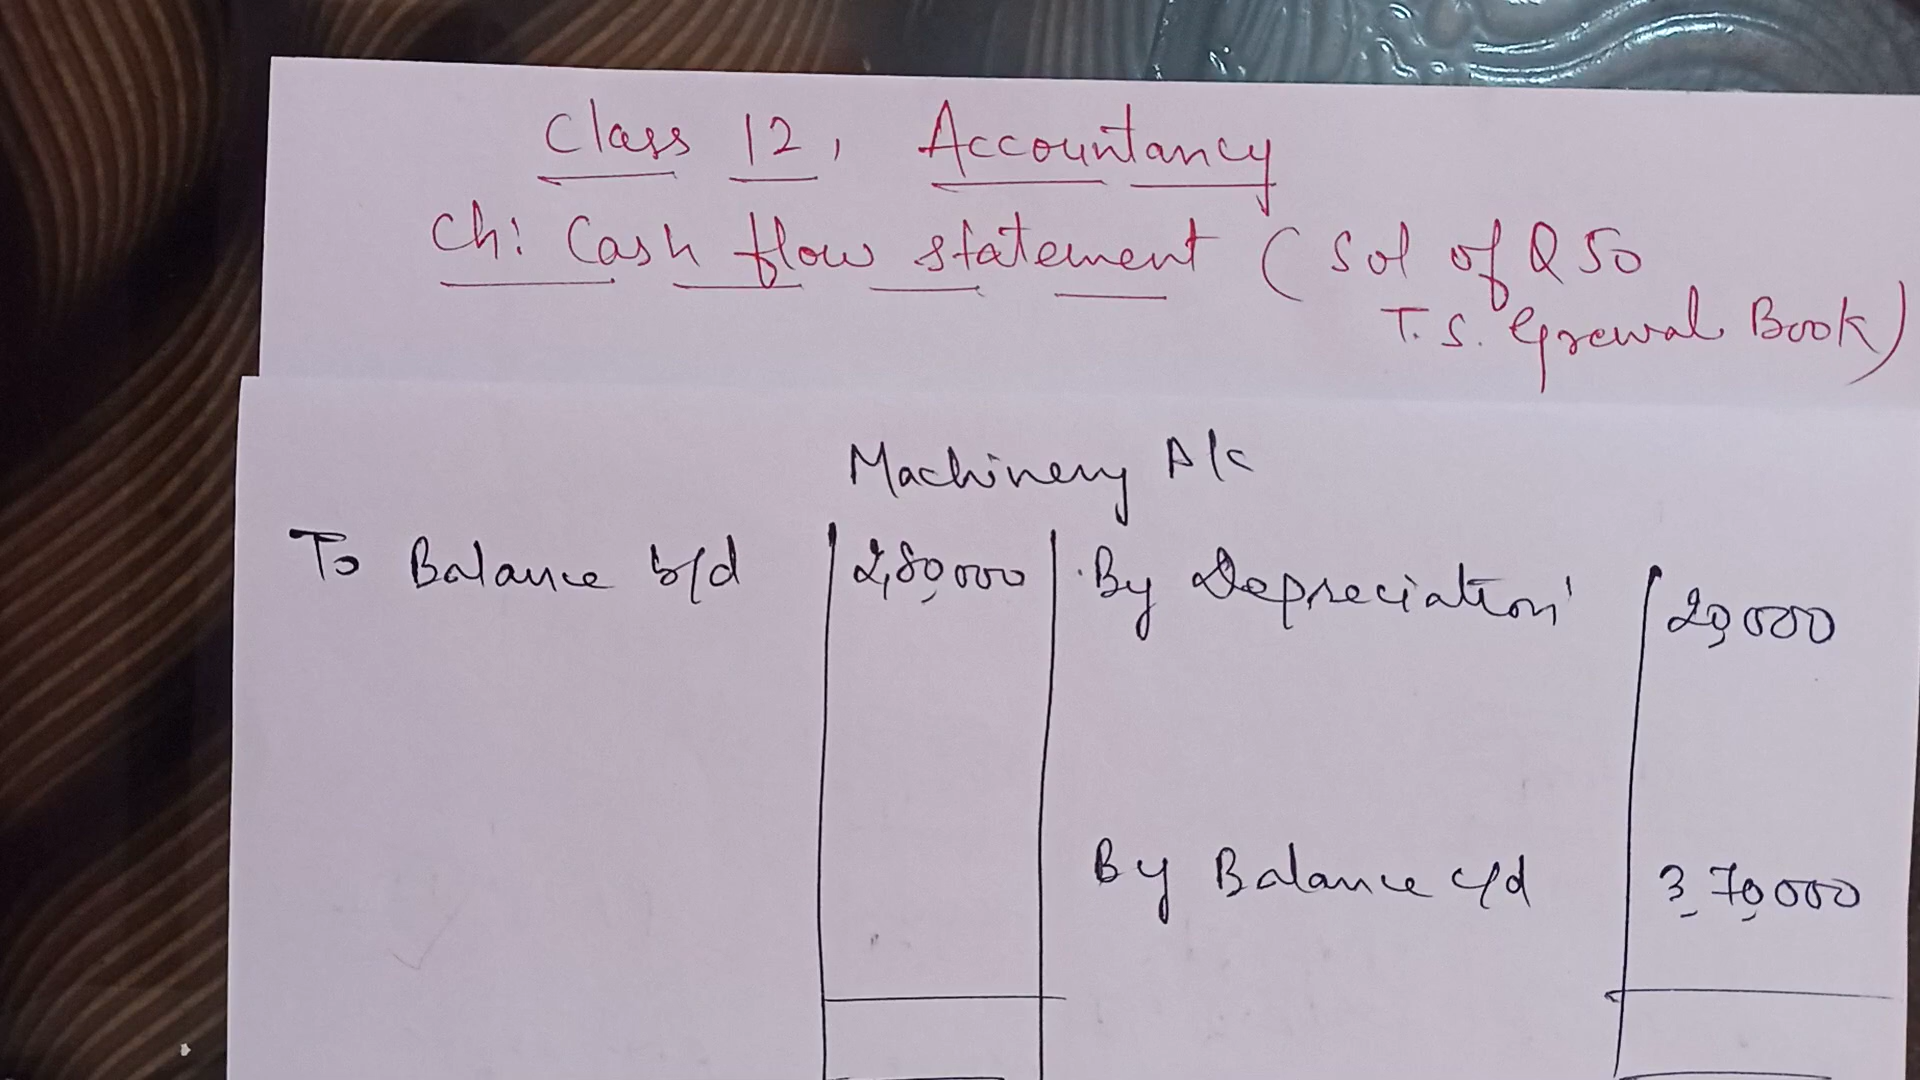 Class 12, Accountancy
Ch: Cash flow statement (Sol of Q 50
T.S. Grewal Book)
Machinery A/c
To Balance b/d 2,80,000 By Depreciation 20,000
By Balance c/d 3,70,000